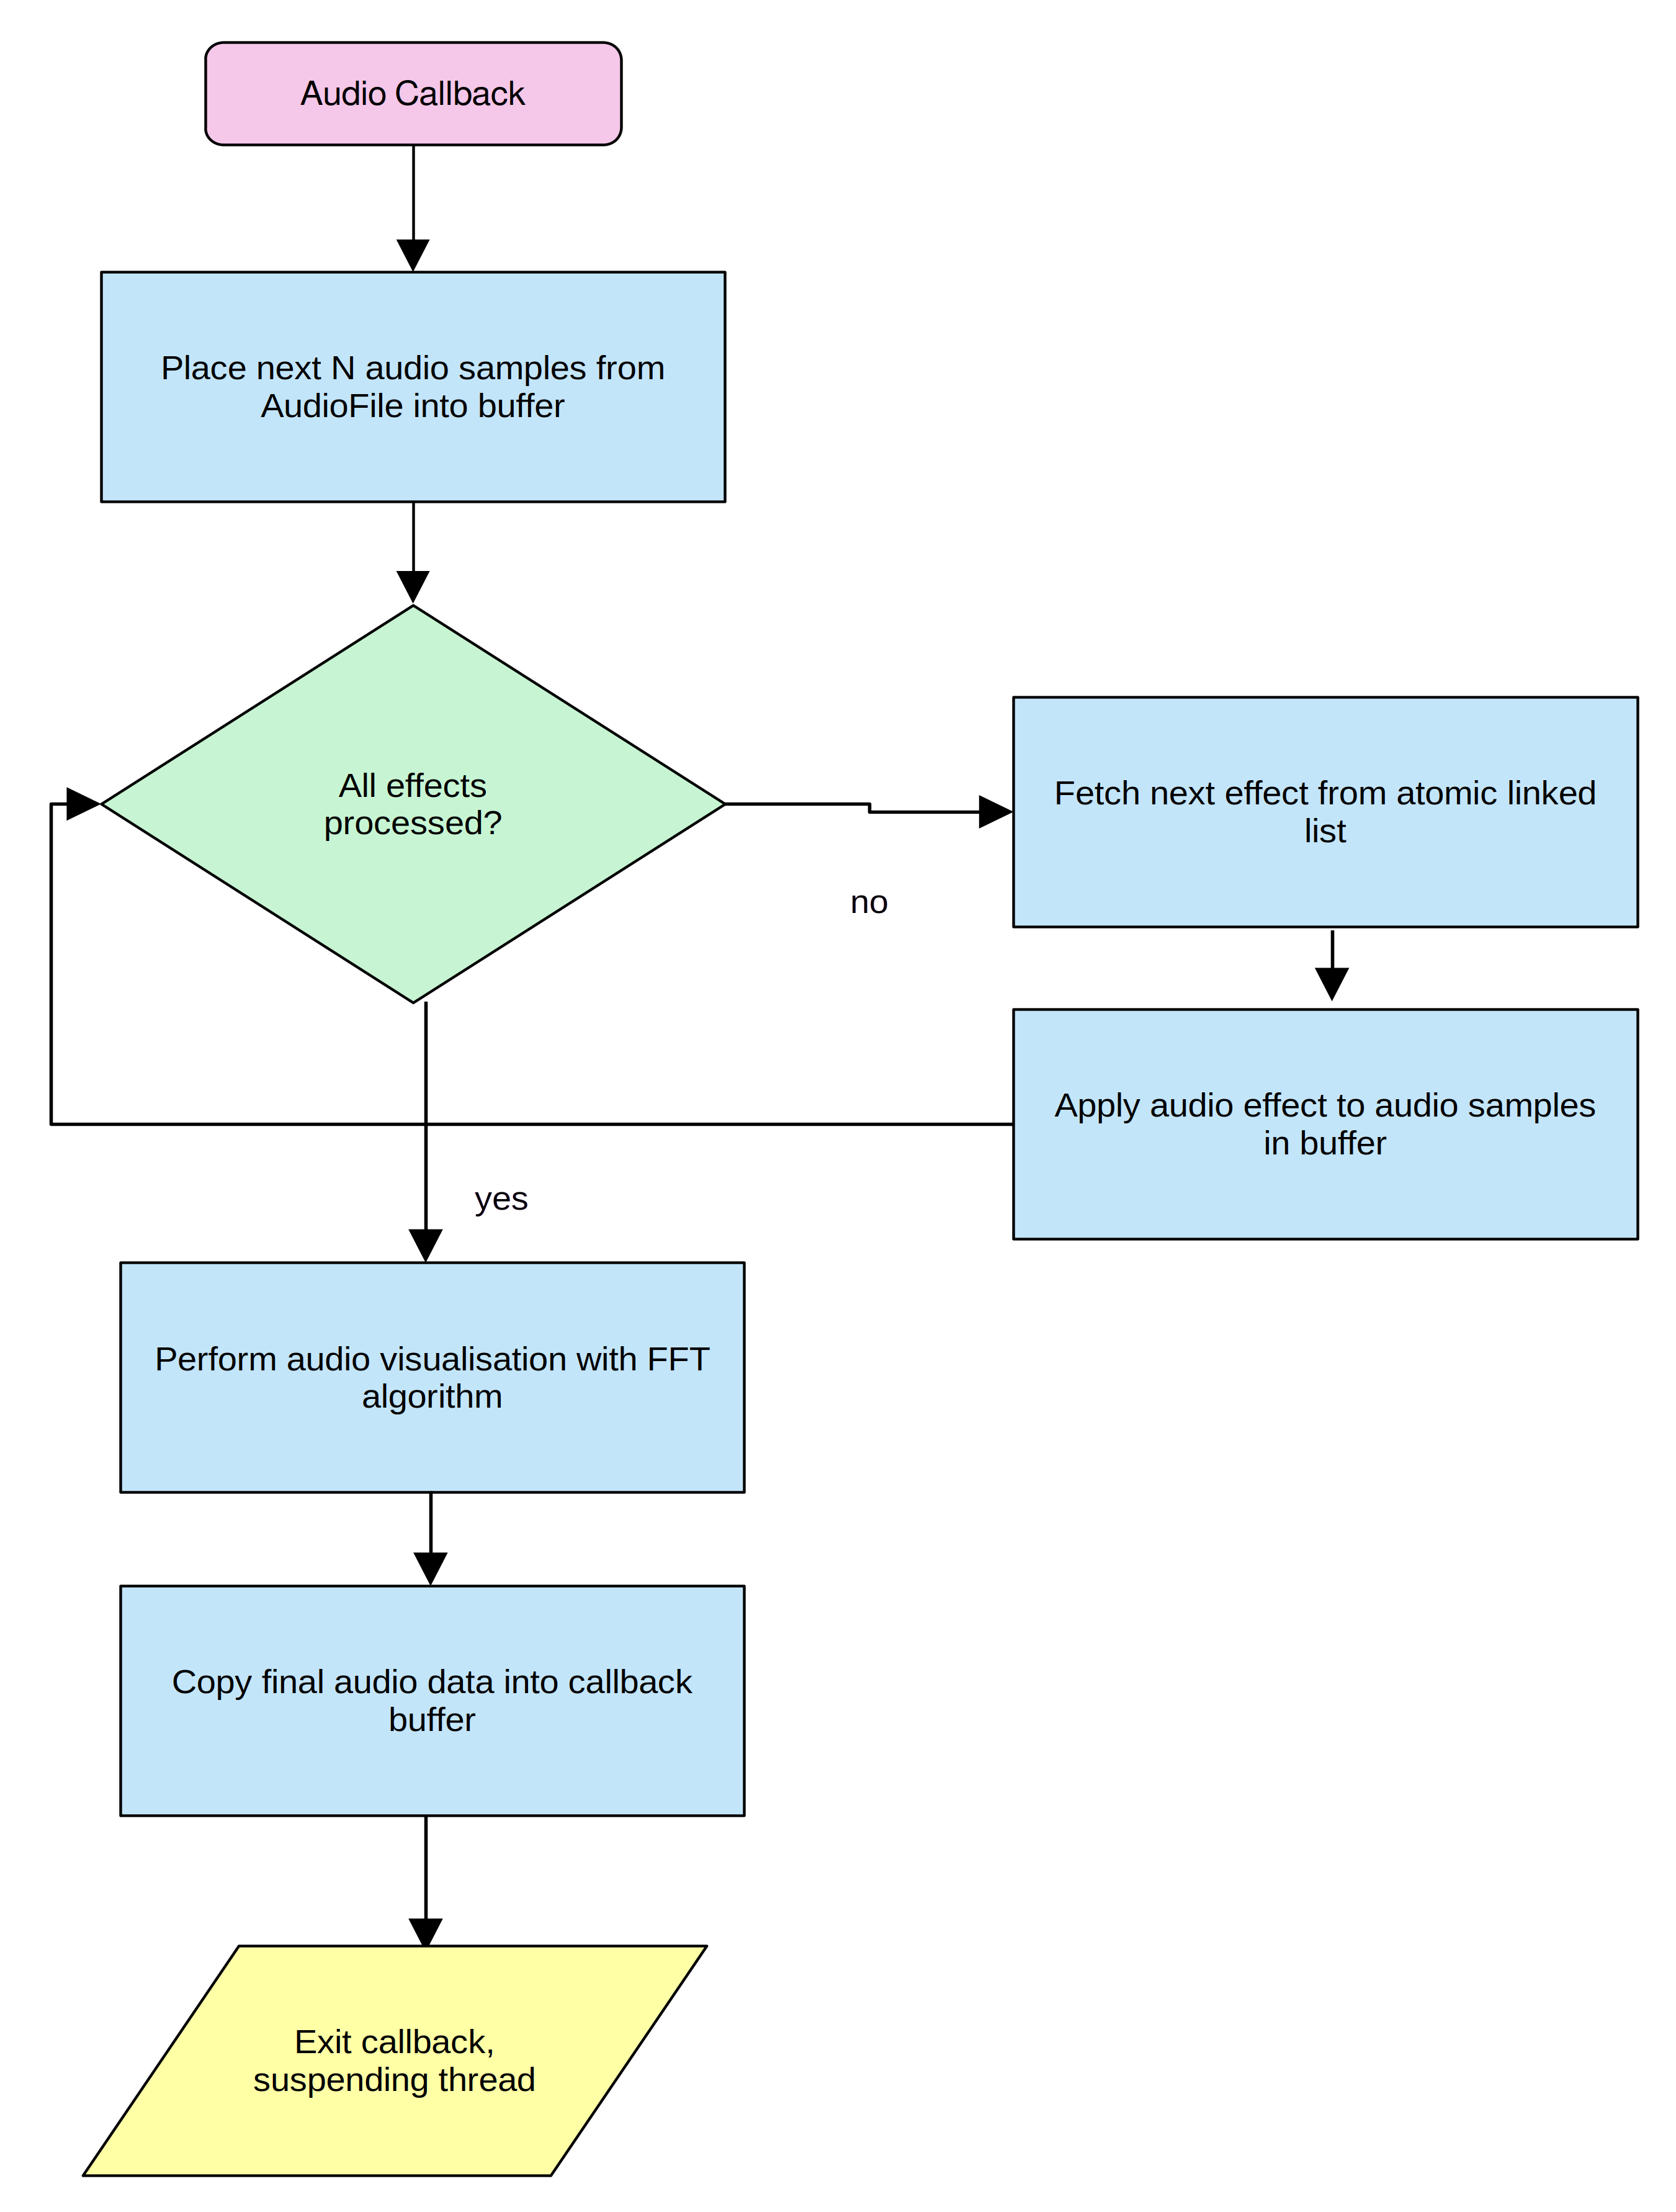 Audio Callback
Place next N audio samples from
AudioFile into buffer
All effects
processed?
no
Fetch next effect from atomic linked
list
Apply audio effect to audio samples
in buffer
yes
Perform audio visualisation with FFT
algorithm
Copy final audio data into callback
buffer
Exit callback,
suspending thread